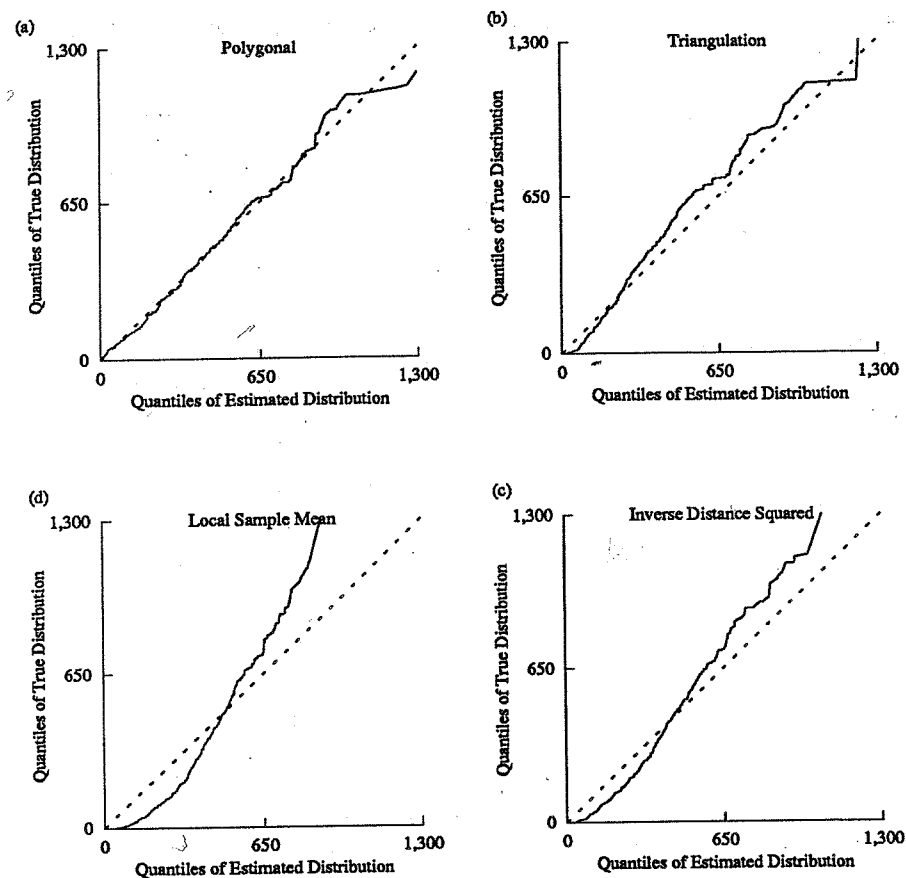 (a)
Polygonal
1,300
650
0
Quantiles of True Distribution
0 650 1,300
Quantiles of Estimated Distribution
(b)
Triangulation
1,300
650
0
Quantiles of True Distribution
0 650 1,300
Quantiles of Estimated Distribution
(d)
Local Sample Mean
1,300
650
0
Quantiles of True Distribution
0 650 1,300
Quantiles of Estimated Distribution
(c)
Inverse Distance Squared
1,300
650
0
Quantiles of True Distribution
0 650 1,300
Quantiles of Estimated Distribution